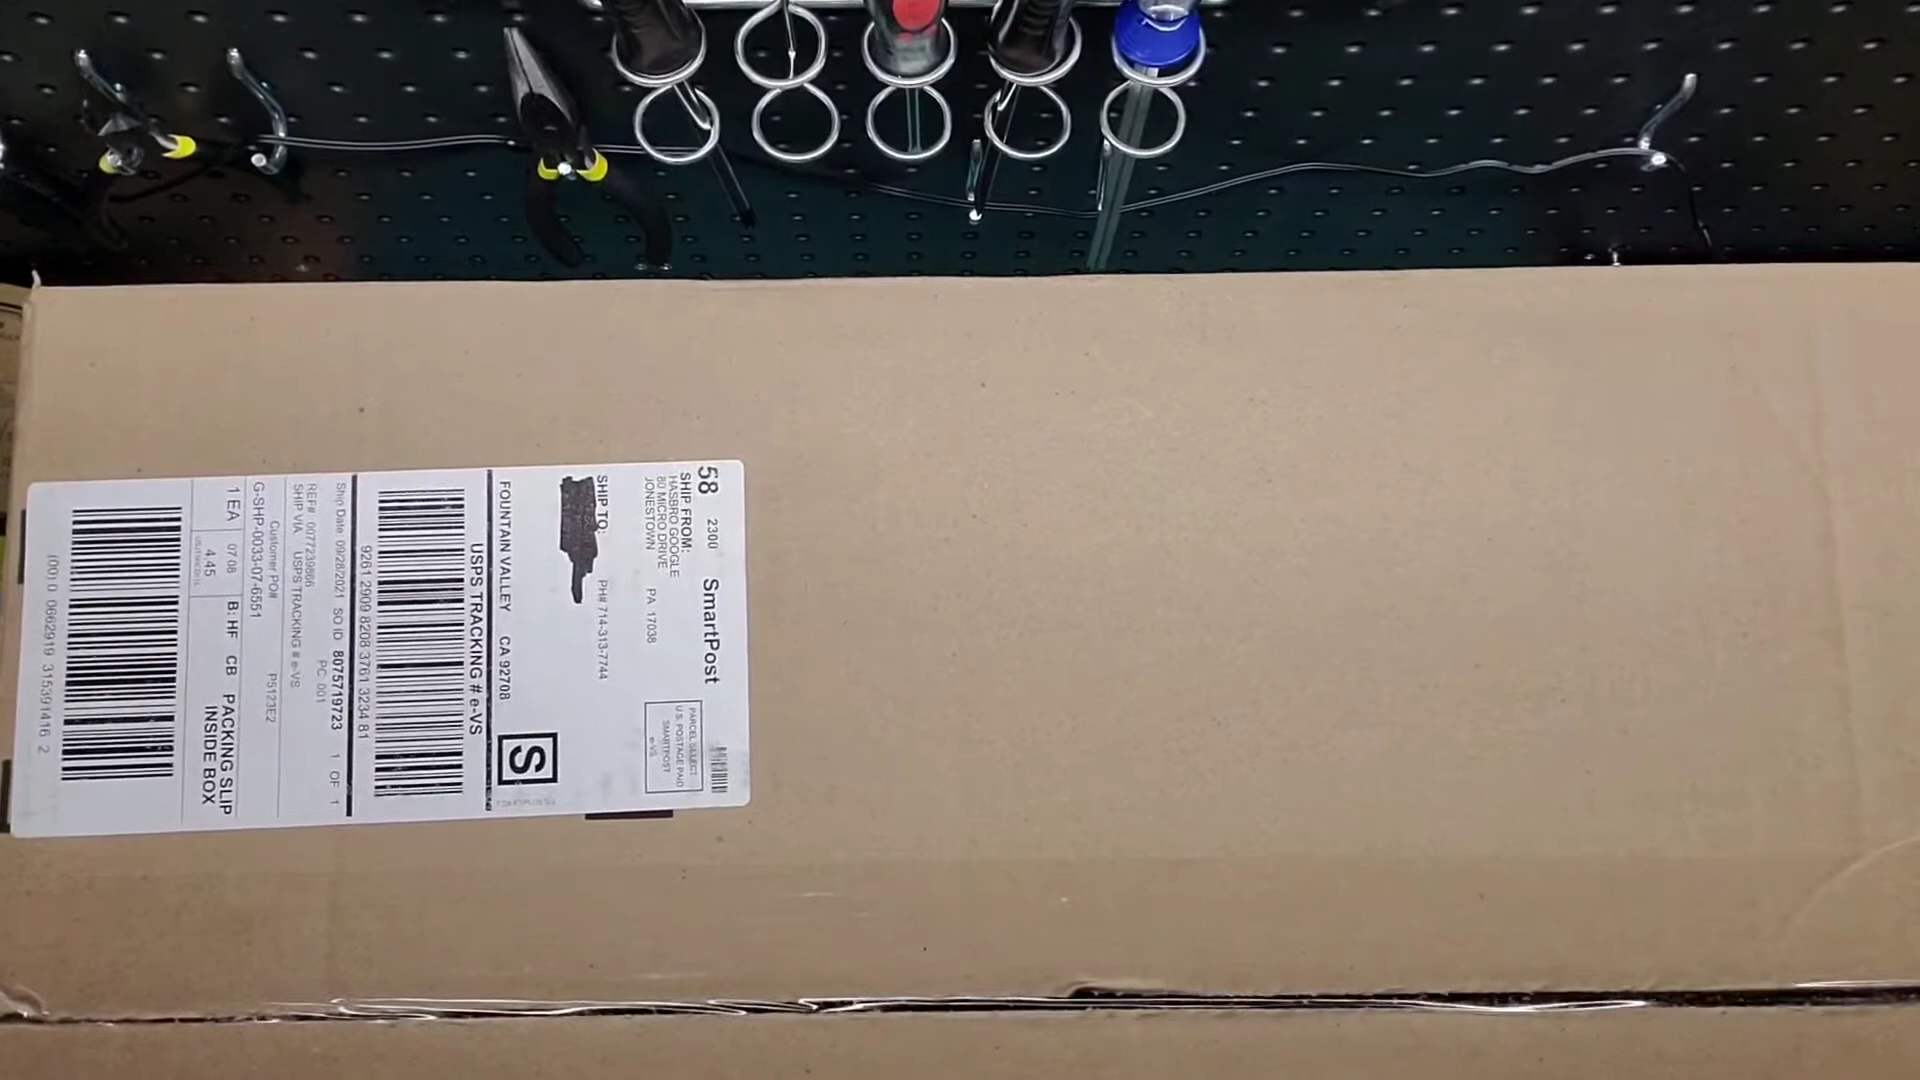 58 2300 SmartPost
SHIP FROM:
HASBRO GOOGLE
80 MICRO DRIVE
JONESTOWN PA 17038
PARCEL SELECT
U.S. POSTAGE PAID
SMARTPOST
e-VS
SHIP TO:
PH# 714-313-7744
FOUNTAIN VALLEY CA 92708
S
USPS TRACKING # e-VS
9261 2909 8208 3761 3234 81
Ship Date: 09/28/2021 SO ID 8075719723 1 OF 1
PC 001
REF# 0077239866
SHIP VIA USPS TRACKING # e-VS
Customer PO# P5123E2
G-SHP-0033-07-6551
1 EA 07 08 B: HF CB PACKING SLIP
4.45 INSIDE BOX
(00) 0 0662919 315391416 2